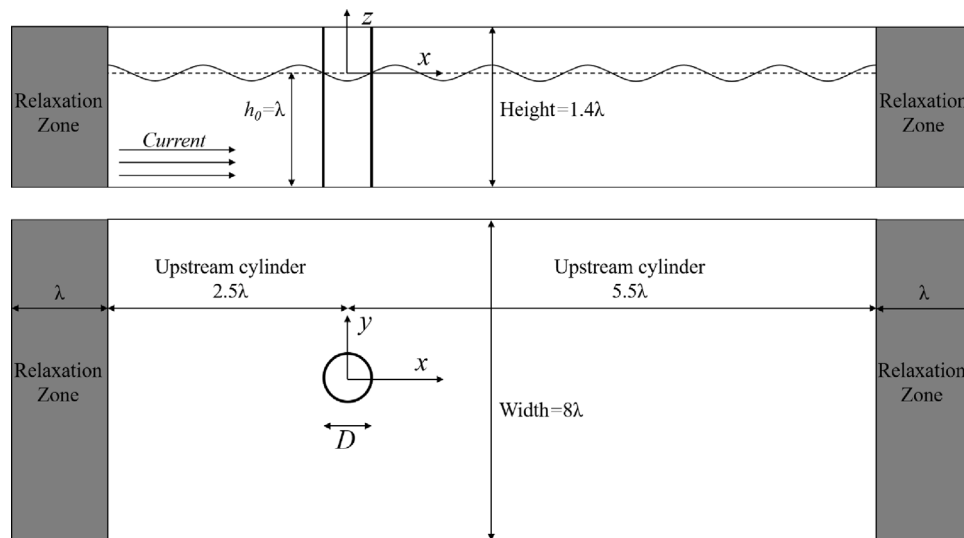 z
x
Relaxation
Zone
h₀=λ
Height=1.4λ
Relaxation
Zone
Current
Upstream cylinder
2.5λ
Upstream cylinder
5.5λ
λ
λ
y
x
Relaxation
Zone
Relaxation
Zone
Width=8λ
D